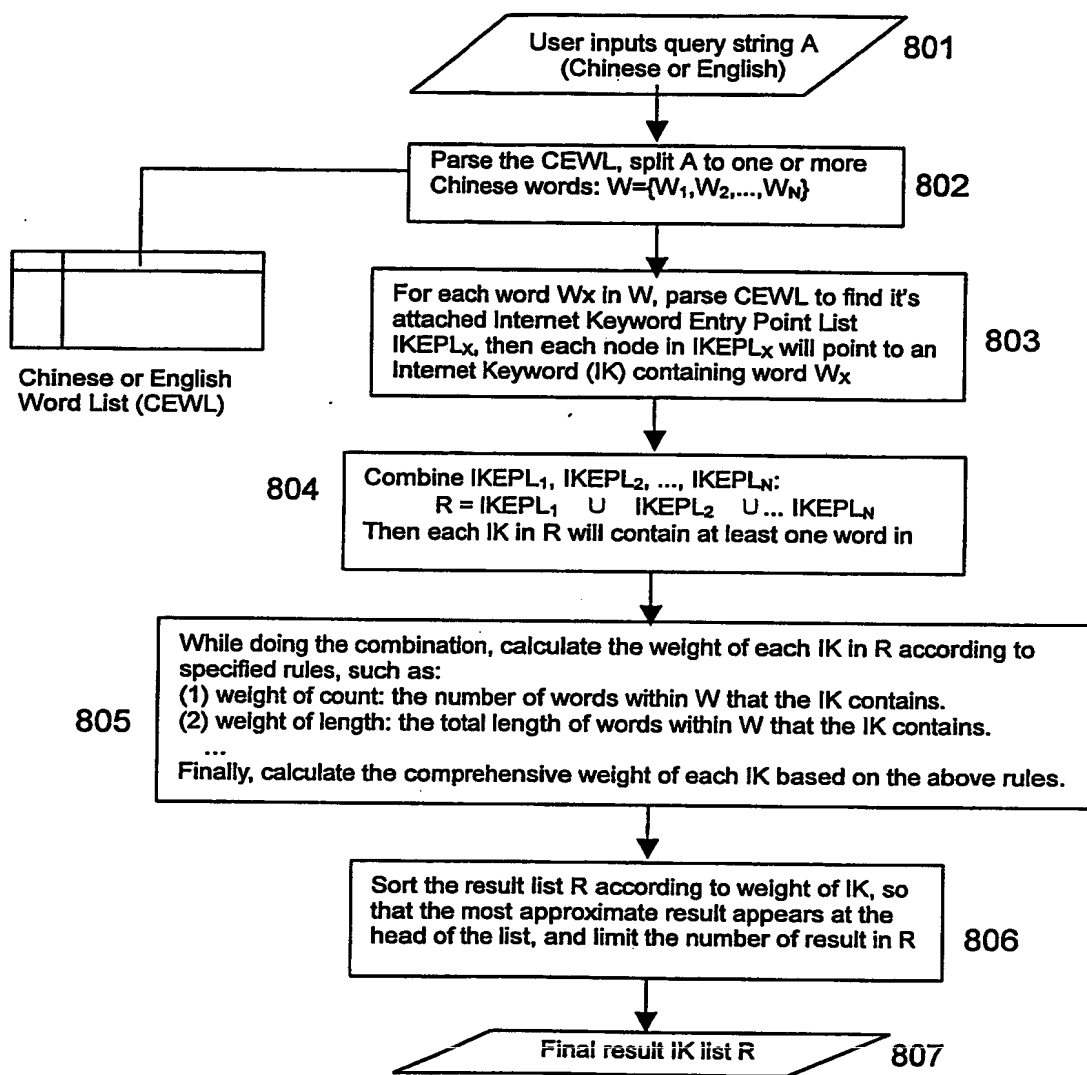 User inputs query string A
(Chinese or English)
801
Parse the CEWL, split A to one or more
Chinese words: W={W₁,W₂,...,W_N}
802
Chinese or English
Word List (CEWL)
For each word Wx in W, parse CEWL to find it's
attached Internet Keyword Entry Point List
IKEPLₓ, then each node in IKEPLₓ will point to an
Internet Keyword (IK) containing word Wₓ
803
804
Combine IKEPL₁, IKEPL₂, ..., IKEPL_N:
R = IKEPL₁ ∪ IKEPL₂ ∪... IKEPL_N
Then each IK in R will contain at least one word in
805
While doing the combination, calculate the weight of each IK in R according to
specified rules, such as:
(1) weight of count: the number of words within W that the IK contains.
(2) weight of length: the total length of words within W that the IK contains.
...
Finally, calculate the comprehensive weight of each IK based on the above rules.
Sort the result list R according to weight of IK, so
that the most approximate result appears at the
head of the list, and limit the number of result in R
806
Final result IK list R
807